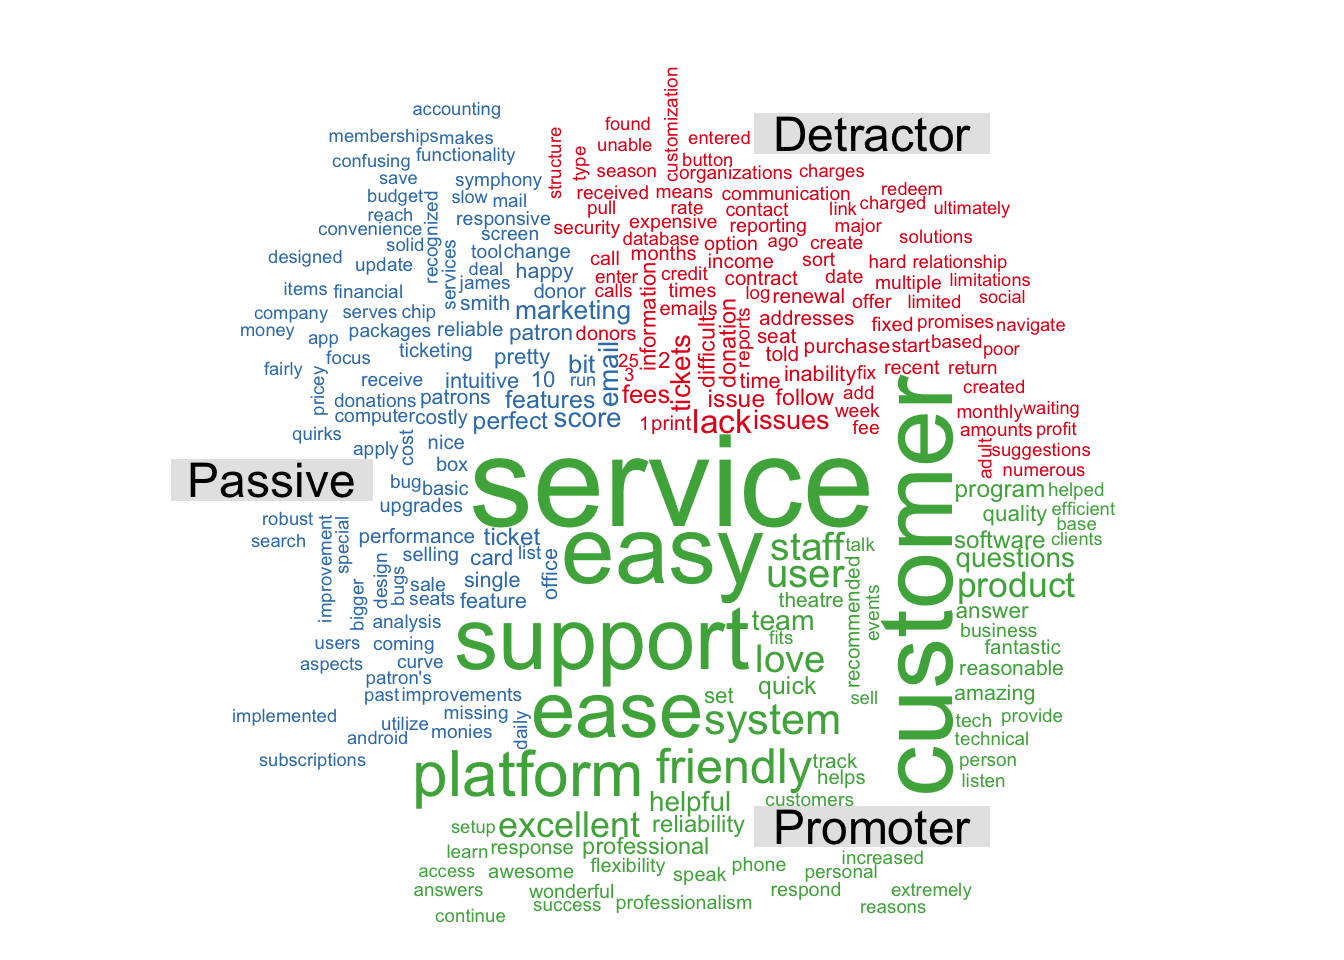 accounting
memberships makes
confusing functionality
save symphony
budget slow mail
reach responsive
convenience recognized screen
solid services tool change
designed update deal happy
james
items financial smith donor
company serves chip marketing
money app packages reliable patron
focus ticketing pretty bit email
fairly receive intuitive 10 run
pricey donations patrons features
computer costly perfect score
quirks cost nice
apply box
bug basic
upgrades
Passive
robust improvement special performance ticket
search selling card list office
bigger design bugs sale single
seats feature
analysis
users coming
aspects curve
patron's
past improvements
implemented utilize missing
android monies daily
subscriptions
customization
found entered
Detractor
structure type unable button
season organizations charges
received means communication redeem
pull rate contact link charged ultimately
security expensive reporting major
database option ago create solutions
call months income sort hard relationship
enter credit contract date multiple limitations
calls information times log renewal offer limited social
emails addresses fixed promises navigate
donors difficult donation reports seat purchase start based poor
25 2 tickets told
3 time inability fix recent return
fees issue follow add created
1 print lack issues week monthly waiting
fee amounts profit
adult suggestions
numerous
service customer
program helped
quality efficient
base
easy staff talk software clients
user questions
theatre recommended events product
support team answer
fits business
love fantastic
quick reasonable
ease set sell amazing
system tech provide
technical
platform friendly track person
helps listen
helpful customers
Promoter
setup excellent reliability
learn response professional increased
access awesome flexibility speak phone personal
answers wonderful respond extremely
success professionalism reasons
continue